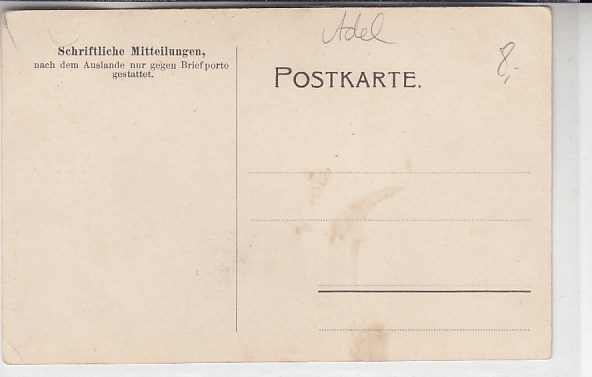 Adel
8,-
Schriftliche Mitteilungen,
nach dem Auslande nur gegen Briefporto
gestattet.
POSTKARTE.